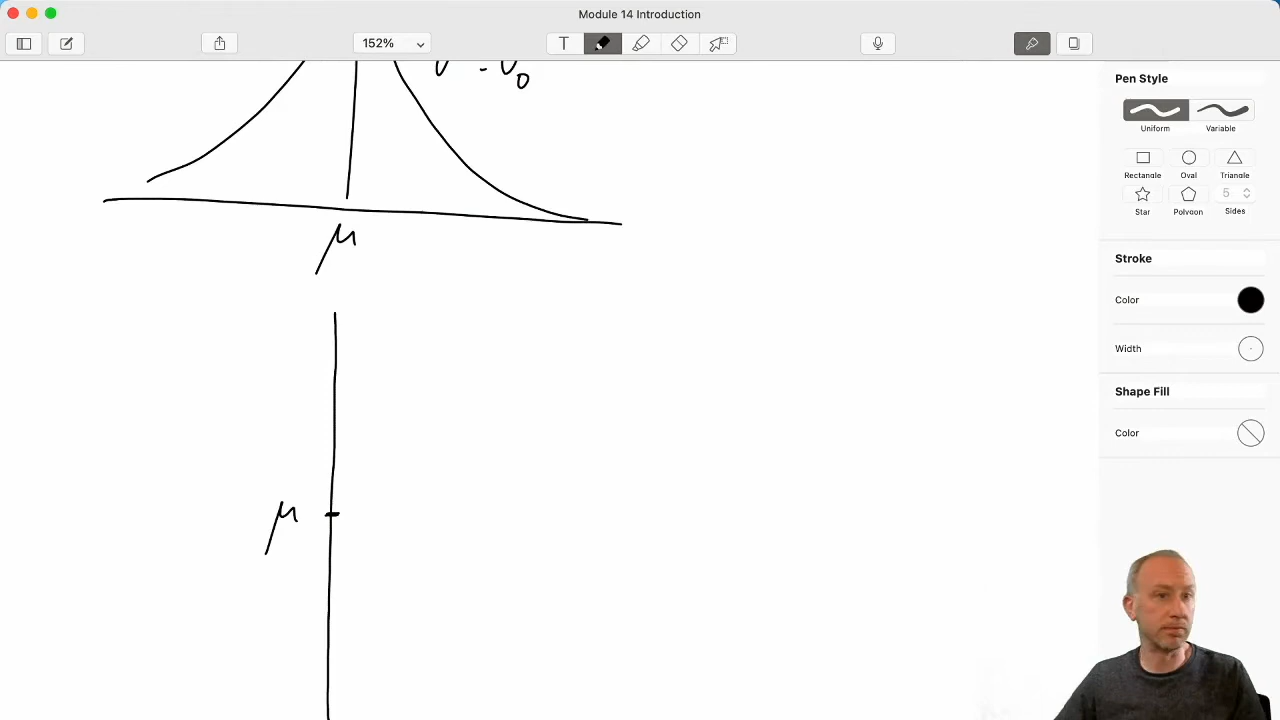 Module 14 Introduction
T
152%
Pen Style
Uniform
Variable
Rectangle
Oval
Triangle
5
Star
Polygon
Sides
μ
Stroke
Color
Width
Shape Fill
Color
μ